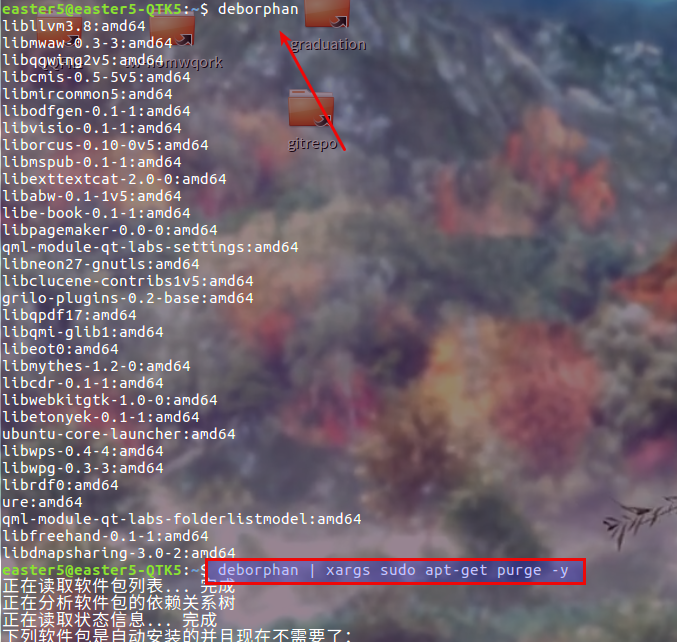 easter5@easter5-QTK5:~$ deborphan
libllvm3.8:amd64
libmwaw-0.3-3:amd64
libqqwing2v5:amd64
libcmis-0.5-5v5:amd64
libmircommon5:amd64
libodfgen-0.1-1:amd64
libvisio-0.1-1:amd64
liborcus-0.10-0v5:amd64
libmspub-0.1-1:amd64
libexttextcat-2.0-0:amd64
libabw-0.1-1v5:amd64
libe-book-0.1-1:amd64
libpagemaker-0.0-0:amd64
qml-module-qt-labs-settings:amd64
libneon27-gnutls:amd64
libclucene-contribs1v5:amd64
grilo-plugins-0.2-base:amd64
libqpdf17:amd64
libqmi-glib1:amd64
libeot0:amd64
libmythes-1.2-0:amd64
libcdr-0.1-1:amd64
libwebkitgtk-1.0-0:amd64
libetonyek-0.1-1:amd64
ubuntu-core-launcher:amd64
libwps-0.4-4:amd64
libwpg-0.3-3:amd64
librdf0:amd64
ure:amd64
qml-module-qt-labs-folderlistmodel:amd64
libfreehand-0.1-1:amd64
libdmapsharing-3.0-2:amd64
easter5@easter5-QTK5:~$ deborphan | xargs sudo apt-get purge -y
正在读取软件包列表... 完成
正在分析软件包的依赖关系树
正在读取状态信息... 完成
下列软件包是自动安装的并且现在不需要了:
graduation
gitrepo